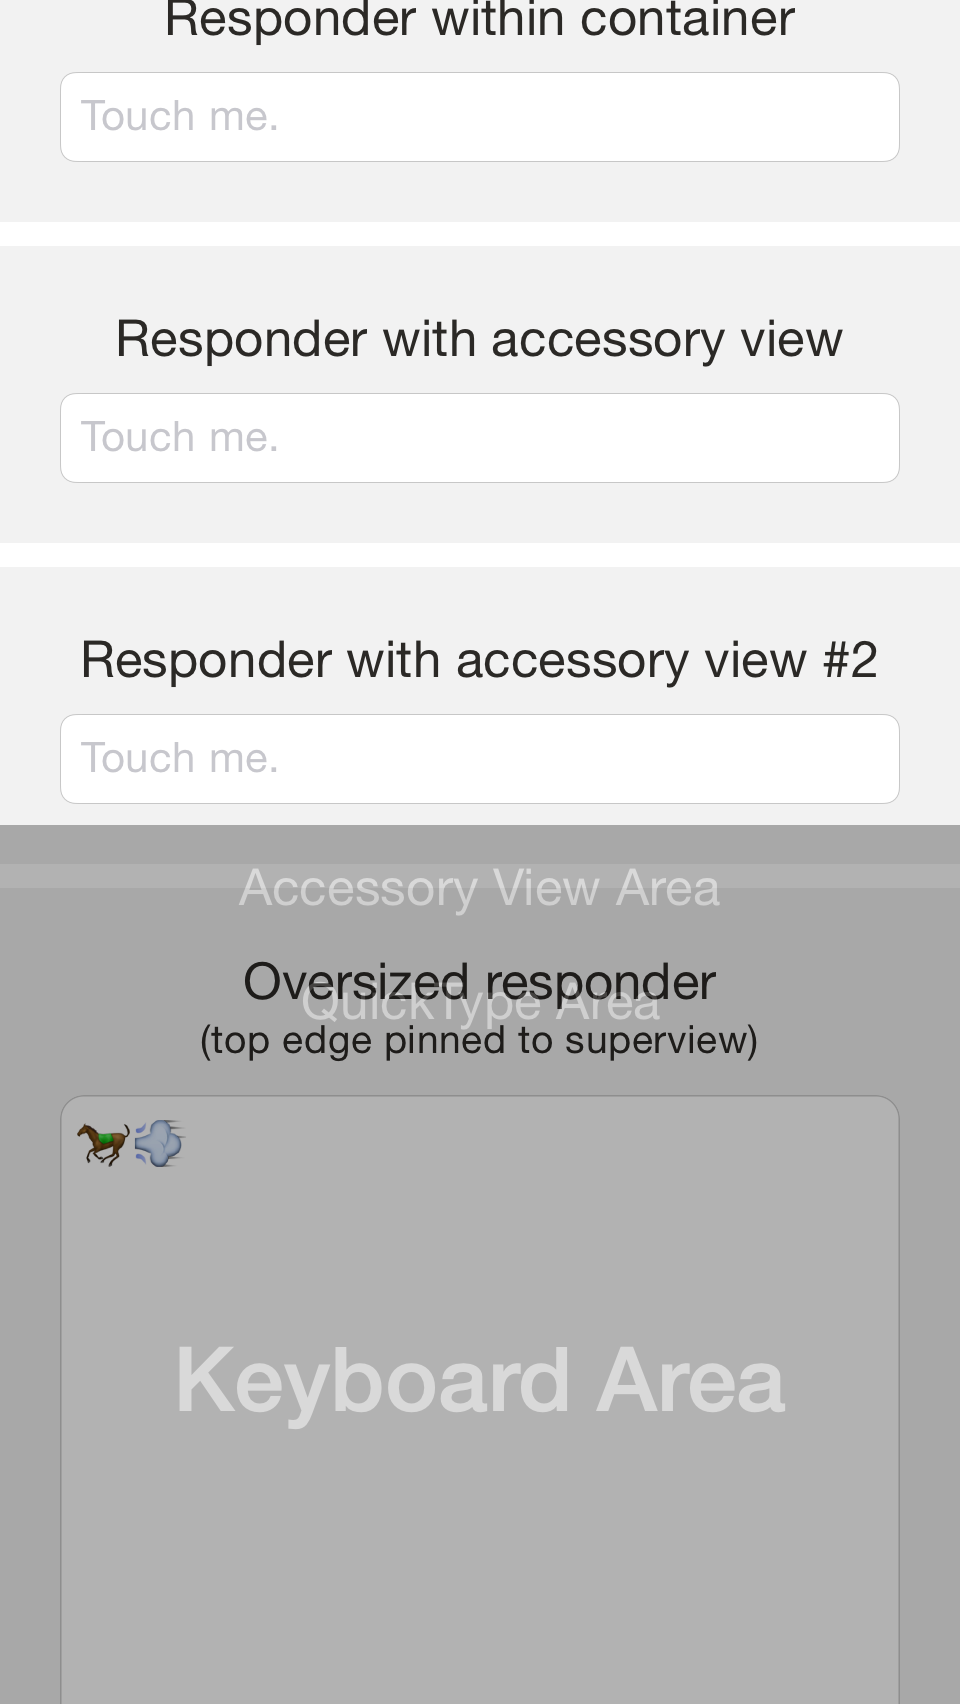 Responder within container
Touch me.
Responder with accessory view
Touch me.
Responder with accessory view #2
Touch me.
Accessory View Area
Oversized responder
QuickType Area
(top edge pinned to superview)
🐎💨
Keyboard Area